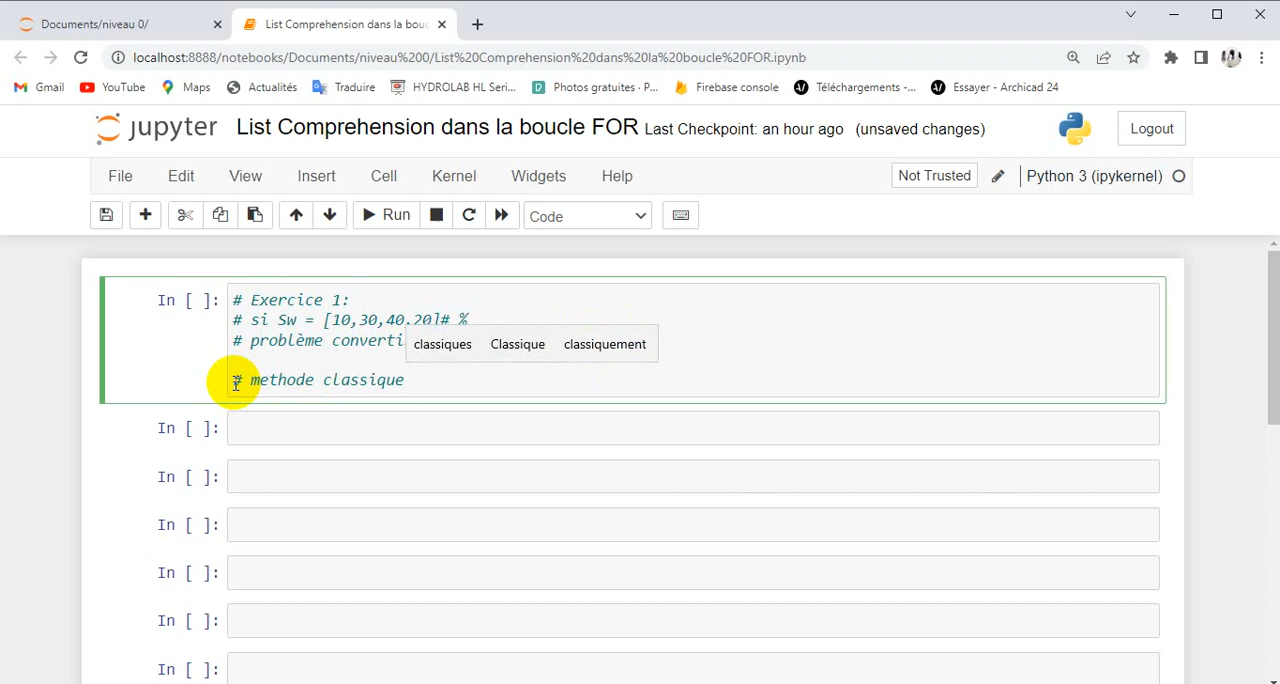 Documents/niveau 0/
List Comprehension dans la bouc
localhost:8888/notebooks/Documents/niveau%200/List%20Comprehension%20dans%20la%20boucle%20FOR.ipynb
Gmail YouTube Maps Actualités Traduire HYDROLAB HL Seri... Photos gratuites · P... Firebase console Téléchargements -... Essayer - Archicad 24
jupyter List Comprehension dans la boucle FOR Last Checkpoint: an hour ago (unsaved changes) Logout
File Edit View Insert Cell Kernel Widgets Help Not Trusted Python 3 (ipykernel)
Run Code
In [ ]: # Exercice 1:
# si Sw = [10,30,40.20]# %
# problème converti
classiques Classique classiquement
# methode classique
In [ ]:
In [ ]:
In [ ]:
In [ ]:
In [ ]:
In [ ]: